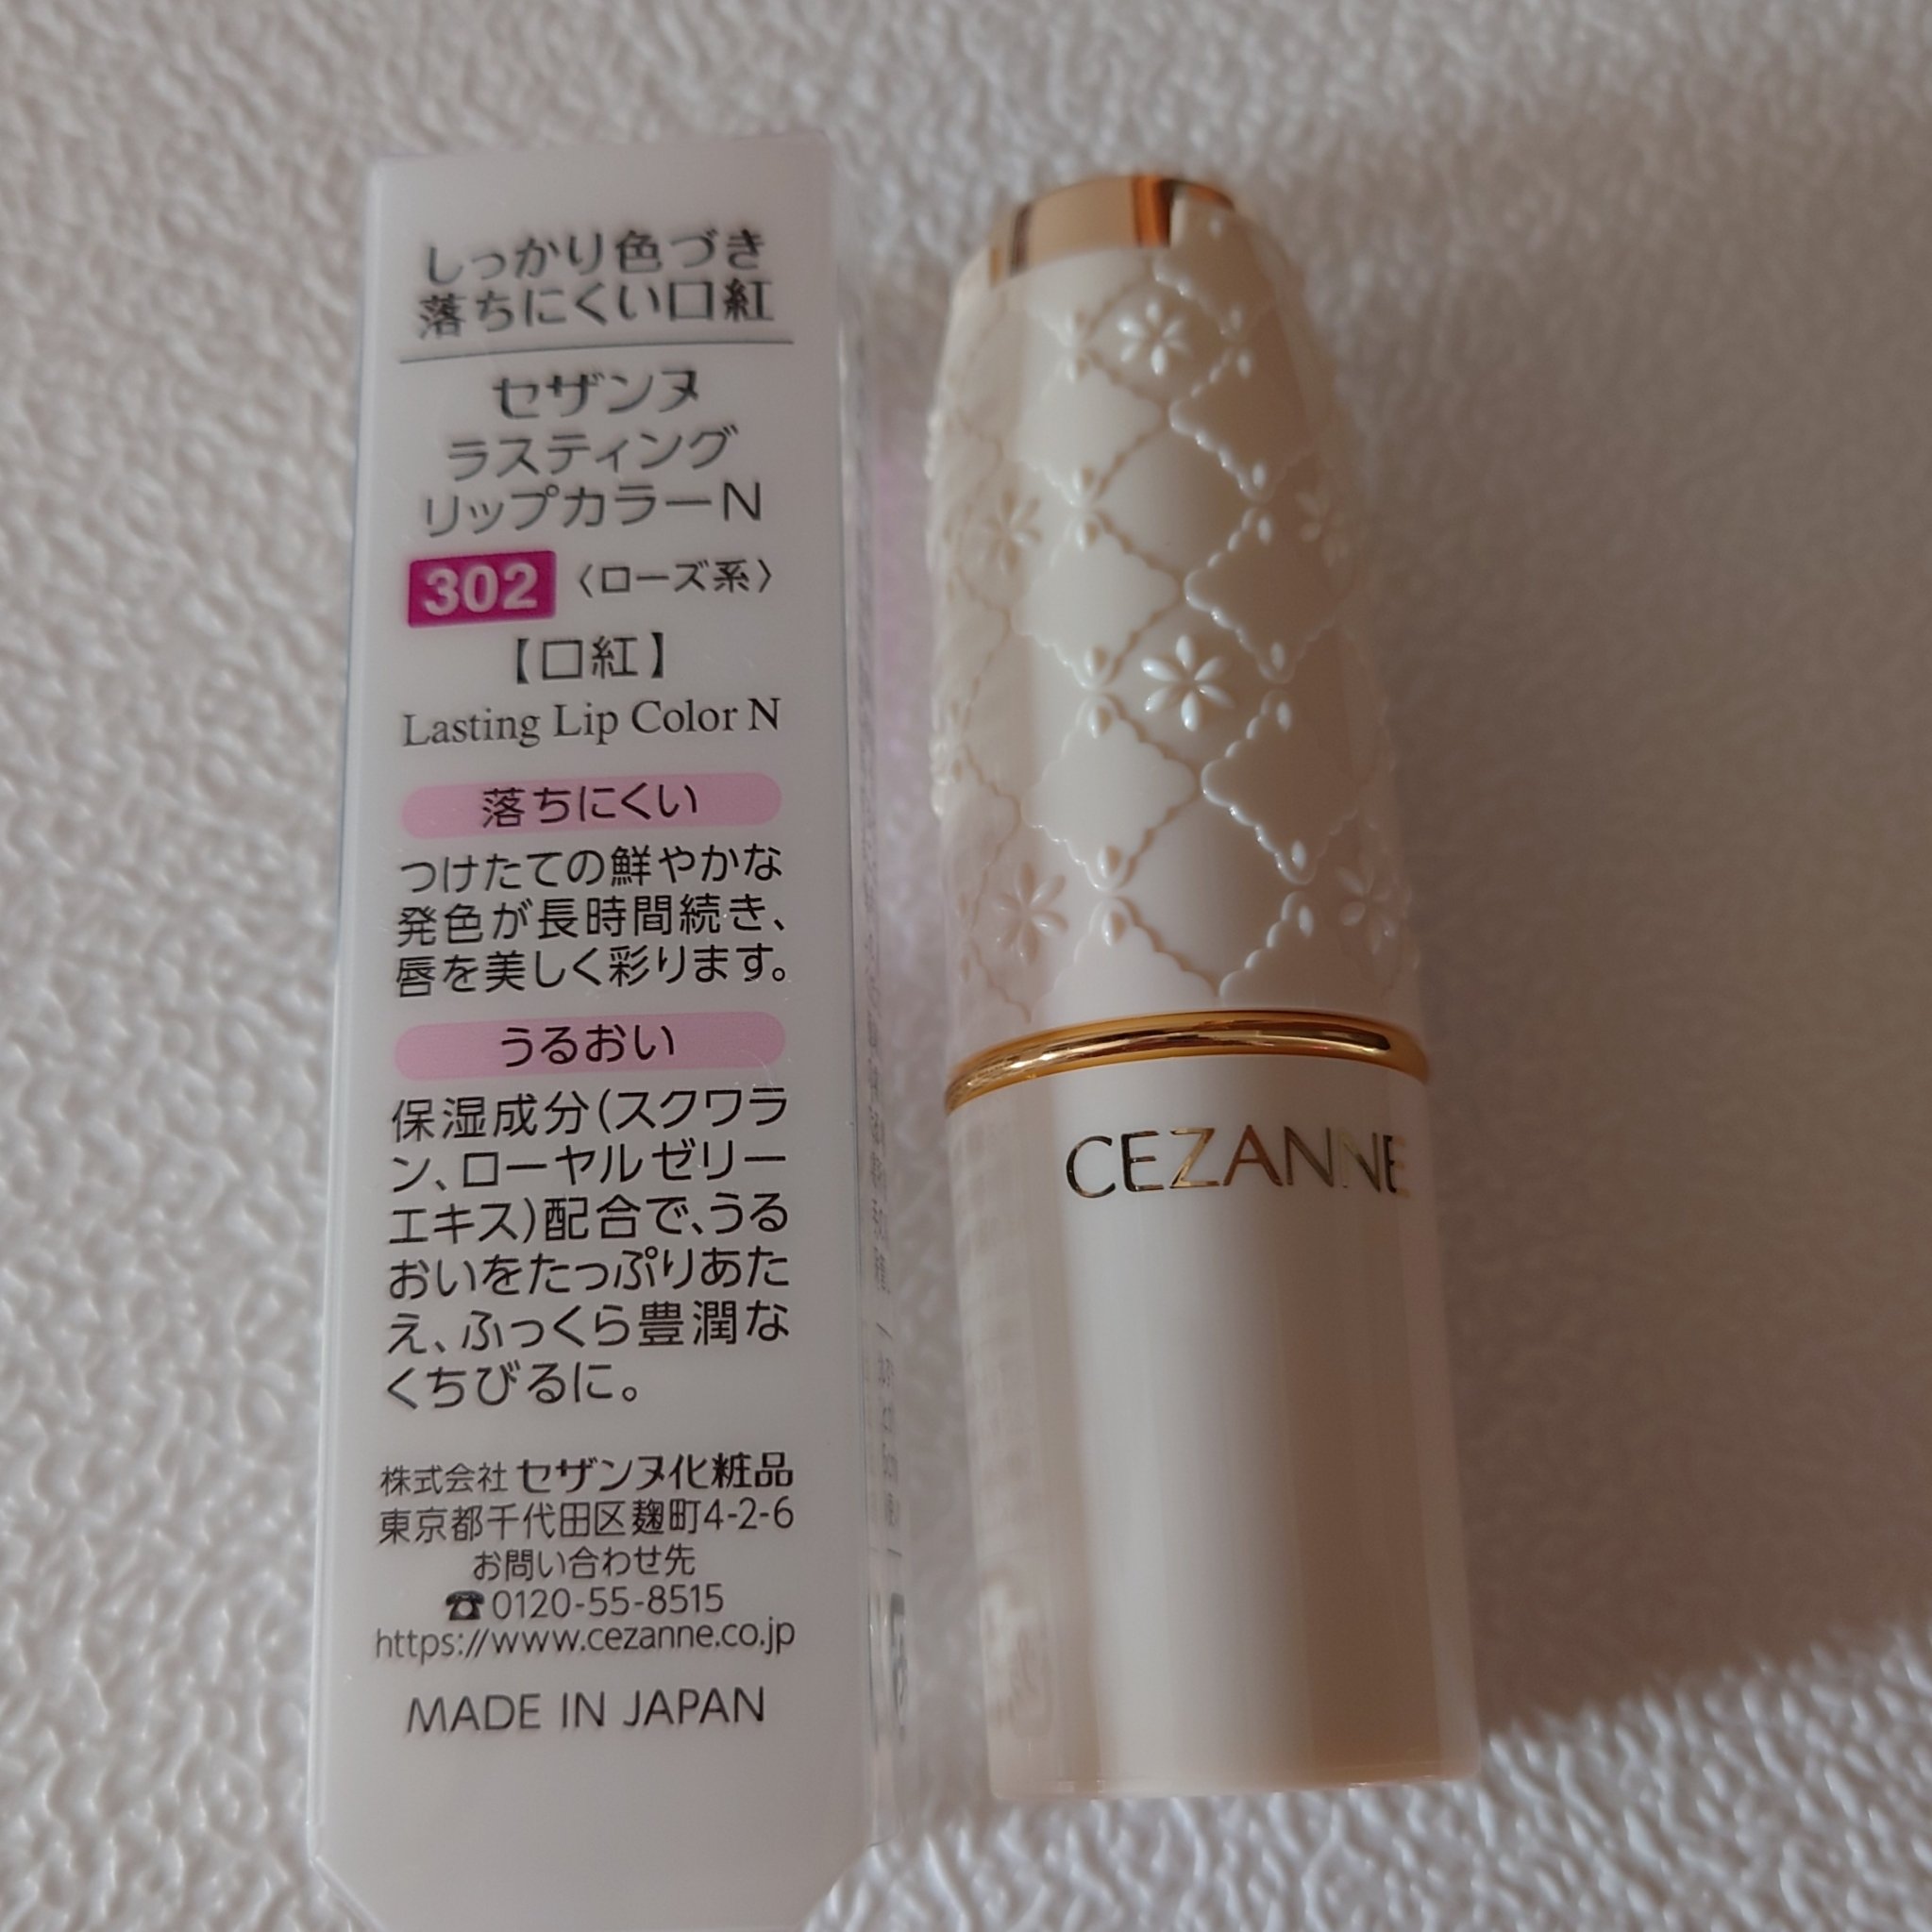 しっかり色づき
落ちにくい口紅
セザンヌ
ラスティング
リップカラーN
302 〈ローズ系〉
【口紅】
Lasting Lip Color N
落ちにくい
つけたての鮮やかな
発色が長時間続き、
唇を美しく彩ります。
うるおい
保湿成分(スクワラ
ン、ローヤルゼリー
エキス)配合で、うる
おいをたっぷりあた
え、ふっくら豊潤な
くちびるに。
株式会社 セザンヌ化粧品
東京都千代田区麹町4-2-6
お問い合わせ先
☎0120-55-8515
https://www.cezanne.co.jp
MADE IN JAPAN
CEZANNE